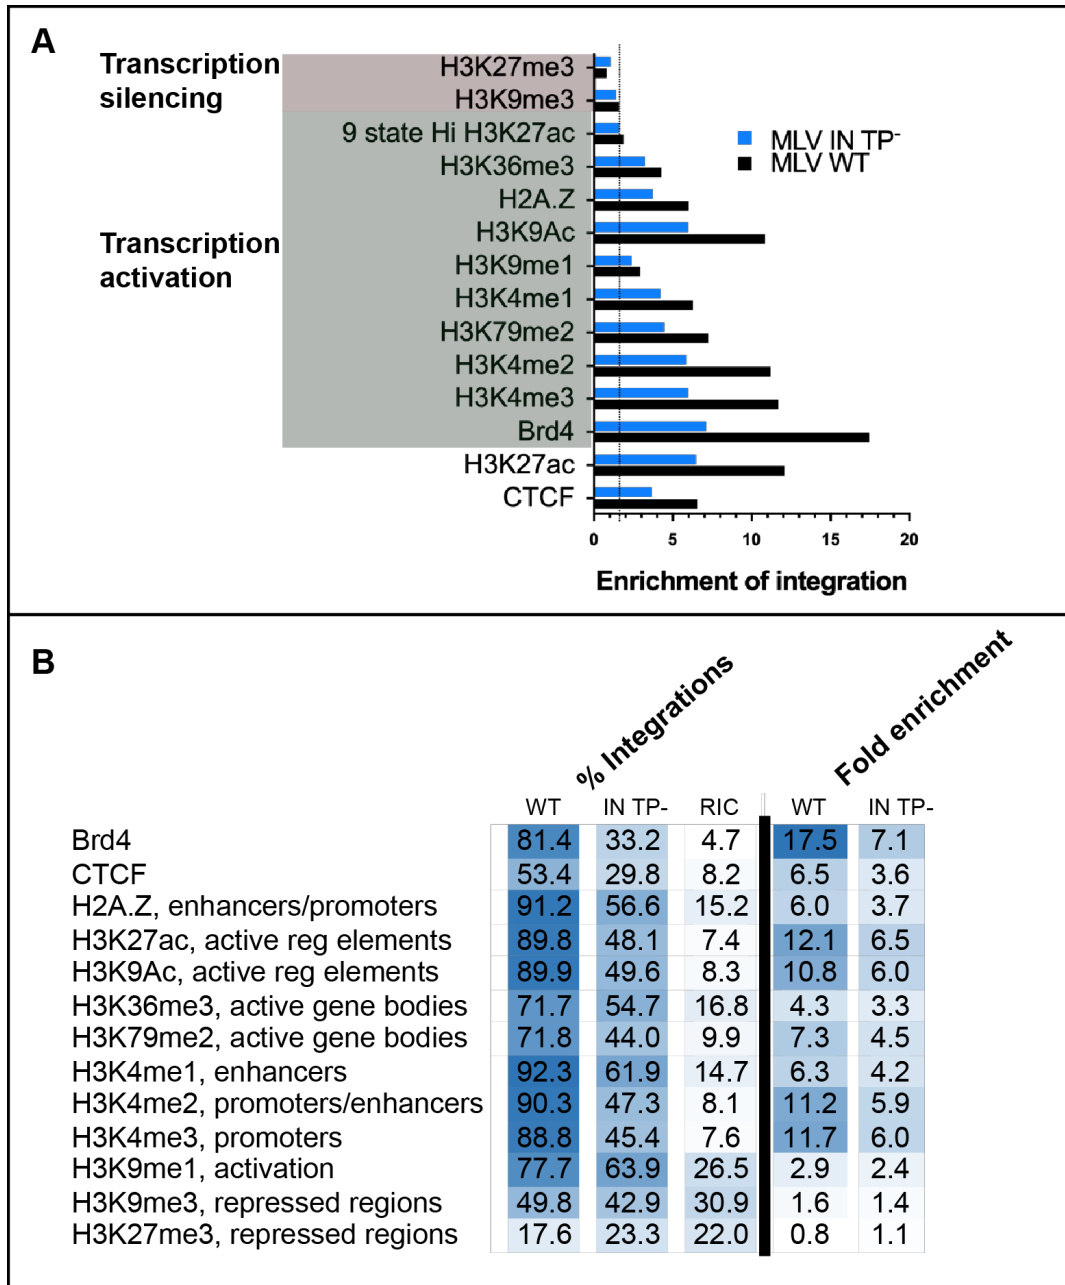 A
Transcription
silencing
Transcription
activation
H3K27me3
H3K9me3
9 state Hi H3K27ac
H3K36me3
H2A.Z
H3K9Ac
H3K9me1
H3K4me1
H3K79me2
H3K4me2
H3K4me3
Brd4
H3K27ac
CTCF
MLV IN TP-
MLV WT
0 5 10 15 20
Enrichment of integration
B
% Integrations
Fold enrichment
WT IN TP- RIC WT IN TP-
Brd4 81.4 33.2 4.7 17.5 7.1
CTCF 53.4 29.8 8.2 6.5 3.6
H2A.Z, enhancers/promoters 91.2 56.6 15.2 6.0 3.7
H3K27ac, active reg elements 89.8 48.1 7.4 12.1 6.5
H3K9Ac, active reg elements 89.9 49.6 8.3 10.8 6.0
H3K36me3, active gene bodies 71.7 54.7 16.8 4.3 3.3
H3K79me2, active gene bodies 71.8 44.0 9.9 7.3 4.5
H3K4me1, enhancers 92.3 61.9 14.7 6.3 4.2
H3K4me2, promoters/enhancers 90.3 47.3 8.1 11.2 5.9
H3K4me3, promoters 88.8 45.4 7.6 11.7 6.0
H3K9me1, activation 77.7 63.9 26.5 2.9 2.4
H3K9me3, repressed regions 49.8 42.9 30.9 1.6 1.4
H3K27me3, repressed regions 17.6 23.3 22.0 0.8 1.1